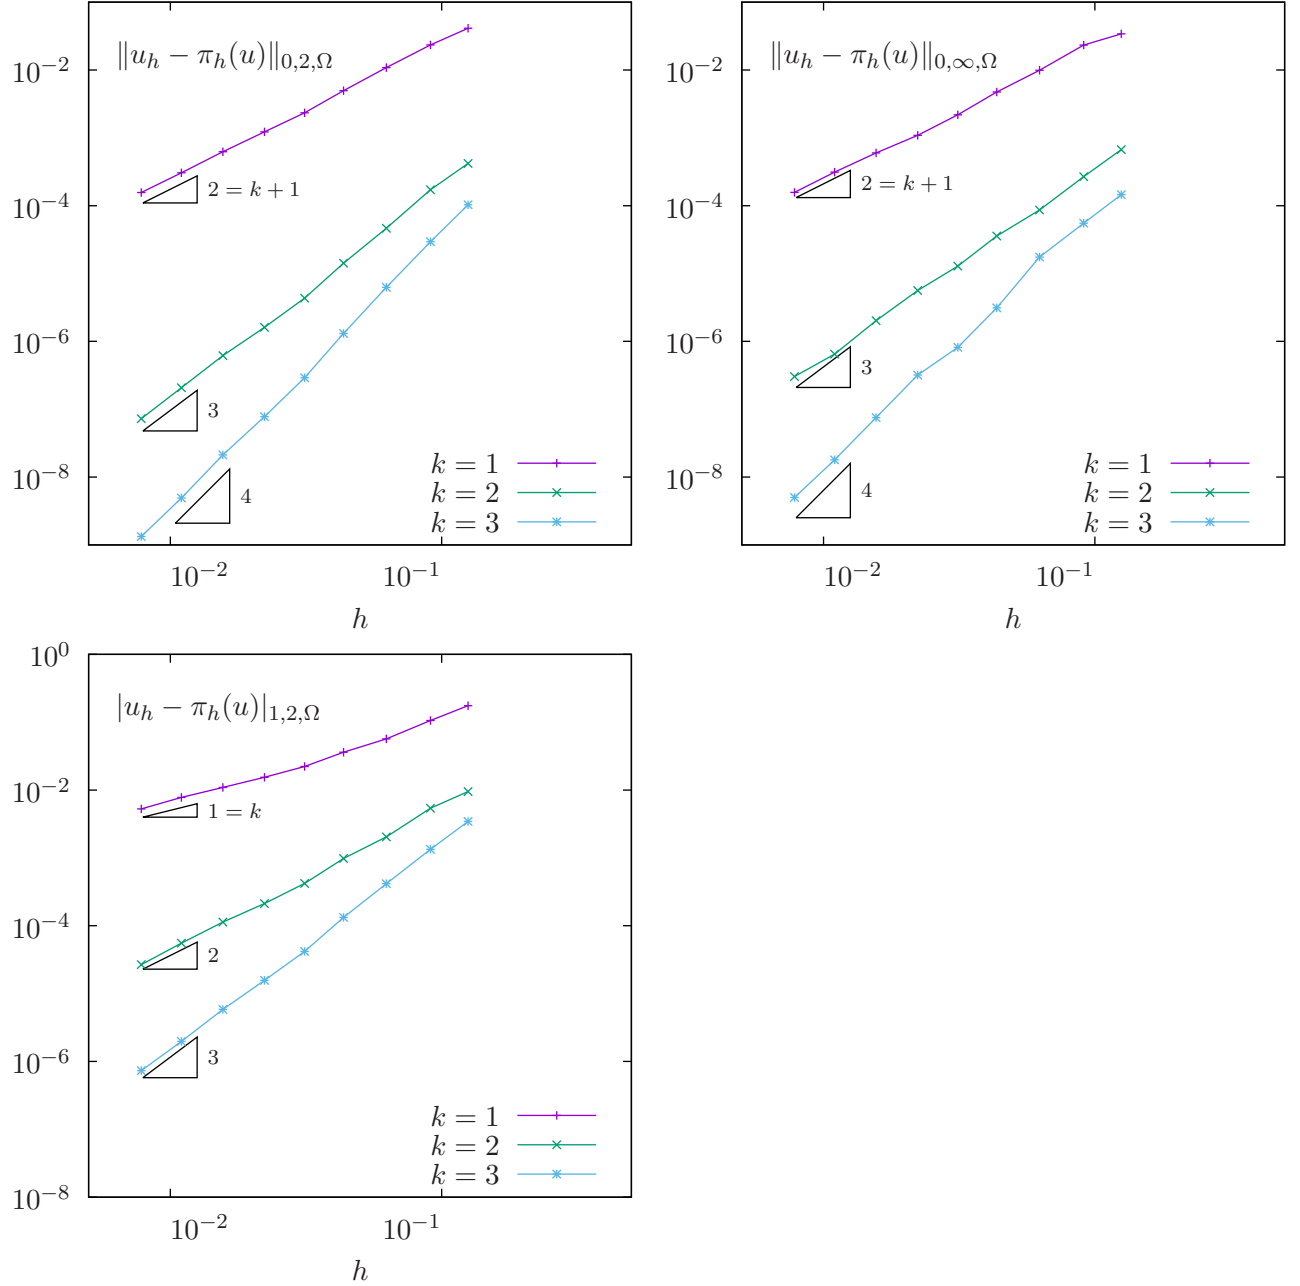 ‖u_h − π_h(u)‖_{0,2,Ω}
10^{−2}
10^{−4}
10^{−6}
10^{−8}
2 = k + 1
3
4
k = 1
k = 2
k = 3
10^{−2}
10^{−1}
h
‖u_h − π_h(u)‖_{0,∞,Ω}
10^{−2}
10^{−4}
10^{−6}
10^{−8}
2 = k + 1
3
4
k = 1
k = 2
k = 3
10^{−2}
10^{−1}
h
|u_h − π_h(u)|_{1,2,Ω}
10^{0}
10^{−2}
10^{−4}
10^{−6}
10^{−8}
1 = k
2
3
k = 1
k = 2
k = 3
10^{−2}
10^{−1}
h